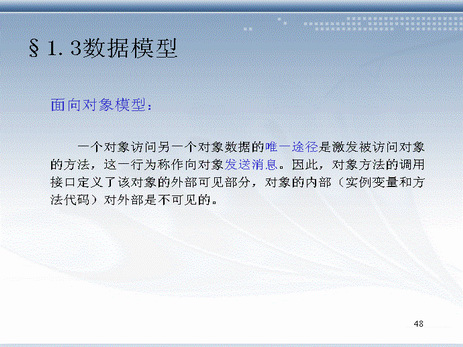 §1.3数据模型
面向对象模型：
一个对象访问另一个对象数据的唯一途径是激发被访问对象
的方法，这一行为称作向对象发送消息。因此，对象方法的调用
接口定义了该对象的外部可见部分，对象的内部（实例变量和方
法代码）对外部是不可见的。
48